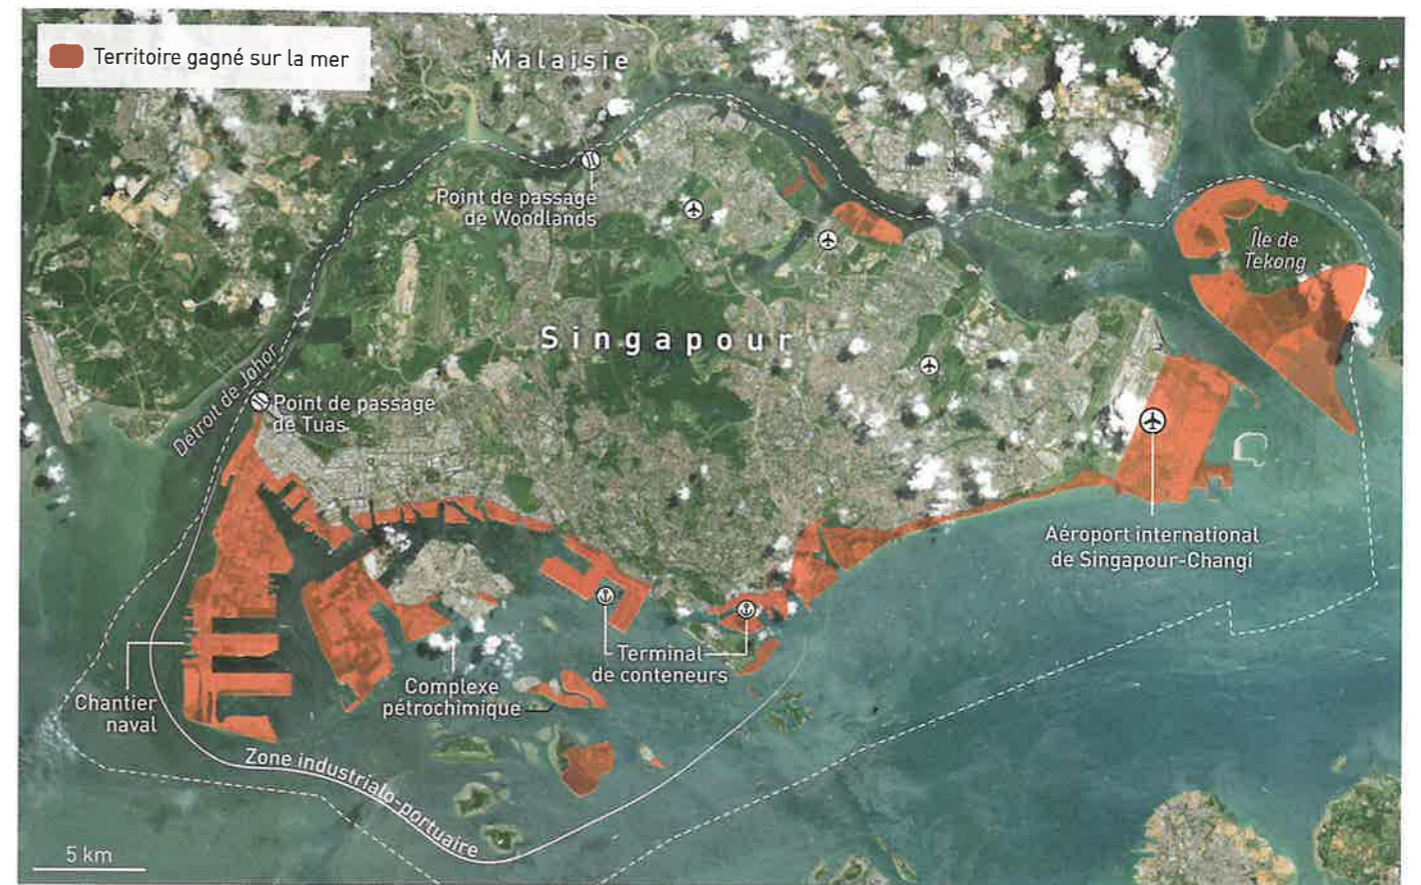 Territoire gagné sur la mer
Malaisie
Point de passage
de Woodlands
Île de
Tekong
Singapour
Détroit de Johor
Point de passage
de Tuas
Aéroport international
de Singapour-Changi
Terminal
de conteneurs
Complexe
pétrochimique
Chantier
naval
Zone industrialo-portuaire
5 km